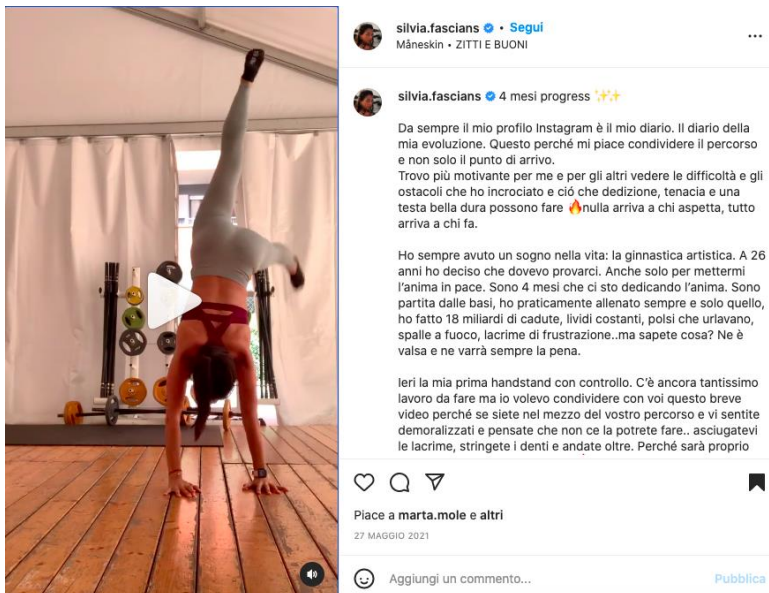 silvia.fascians • Segui
Måneskin • ZITTI E BUONI
silvia.fascians 4 mesi progress ✨✨
Da sempre il mio profilo Instagram è il mio diario. Il diario della
mia evoluzione. Questo perché mi piace condividere il percorso
e non solo il punto di arrivo.
Trovo più motivante per me e per gli altri vedere le difficoltà e gli
ostacoli che ho incrociato e ció che dedizione, tenacia e una
testa bella dura possono fare 🔥nulla arriva a chi aspetta, tutto
arriva a chi fa.
Ho sempre avuto un sogno nella vita: la ginnastica artistica. A 26
anni ho deciso che dovevo provarci. Anche solo per mettermi
l'anima in pace. Sono 4 mesi che ci sto dedicando l'anima. Sono
partita dalle basi, ho praticamente allenato sempre e solo quello,
ho fatto 18 miliardi di cadute, lividi costanti, polsi che urlavano,
spalle a fuoco, lacrime di frustrazione..ma sapete cosa? Ne è
valsa e ne varrà sempre la pena.
Ieri la mia prima handstand con controllo. C'è ancora tantissimo
lavoro da fare ma io volevo condividere con voi questo breve
video perché se siete nel mezzo del vostro percorso e vi sentite
demoralizzati e pensate che non ce la potrete fare.. asciugatevi
le lacrime, stringete i denti e andate oltre. Perché sarà proprio
Piace a marta.mole e altri
27 MAGGIO 2021
Aggiungi un commento...
Pubblica